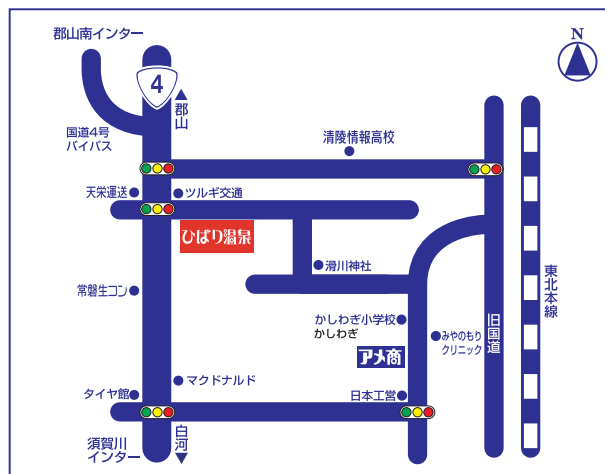 郡山南インター
N
4
郡山
国道4号
バイパス
清陵情報高校
天栄運送
ツルギ交通
ひばり温泉
滑川神社
東北本線
常磐生コン
かしわぎ小学校
かしわぎ
旧国道
みやのもり
クリニック
アメ商
マクドナルド
タイヤ館
日本工営
白河
須賀川
インター